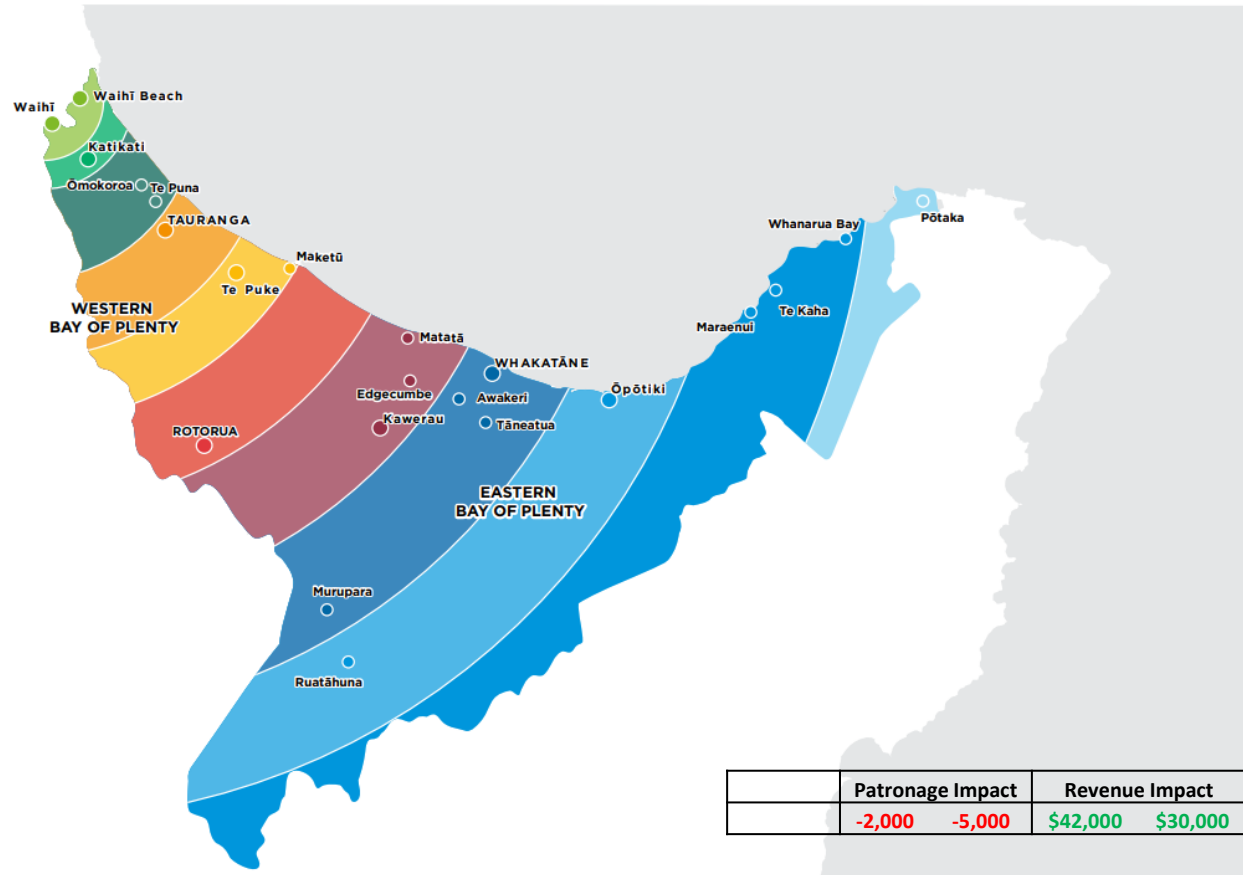 Waihī Beach
Waihī
Katikati
Ōmokoroa
Te Puna
TAURANGA
Whanarua Bay
Pōtaka
Maketū
Te Puke
WESTERN
BAY OF PLENTY
Te Kaha
Maraenui
Matatā
WHAKATĀNE
Edgecumbe
Awakeri
Ōpōtiki
Kawerau
Tāneatua
ROTORUA
EASTERN
BAY OF PLENTY
Murupara
Ruatāhuna
Patronage Impact Revenue Impact
-2,000 -5,000 $42,000 $30,000